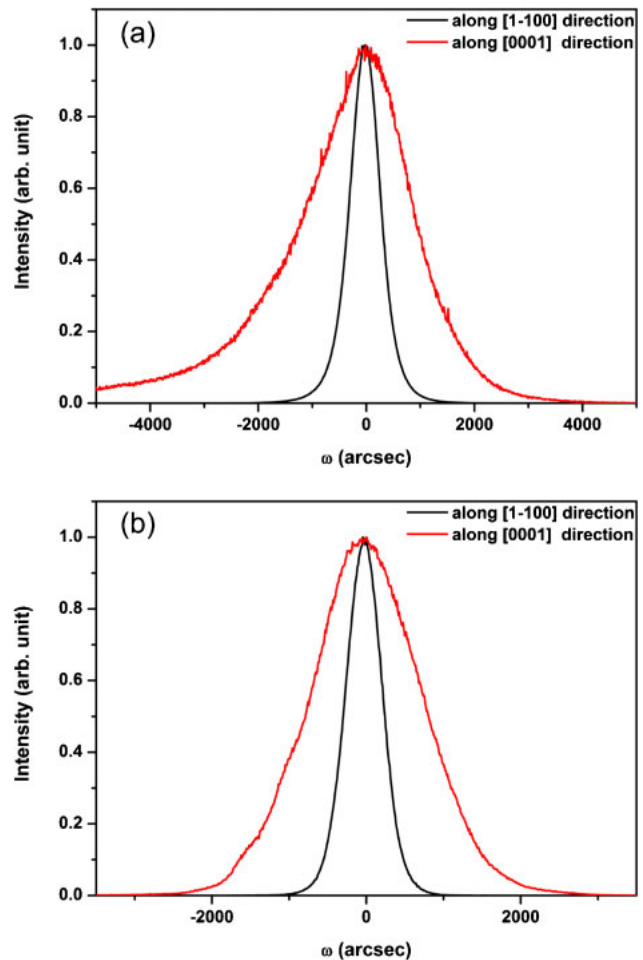 (a)
along [1-100] direction
along [0001] direction
1.0
0.8
0.6
0.4
0.2
0.0
Intensity (arb. unit)
-4000 -2000 0 2000 4000
ω (arcsec)
(b)
along [1-100] direction
along [0001] direction
1.0
0.8
0.6
0.4
0.2
0.0
Intensity (arb. unit)
-2000 0 2000
ω (arcsec)